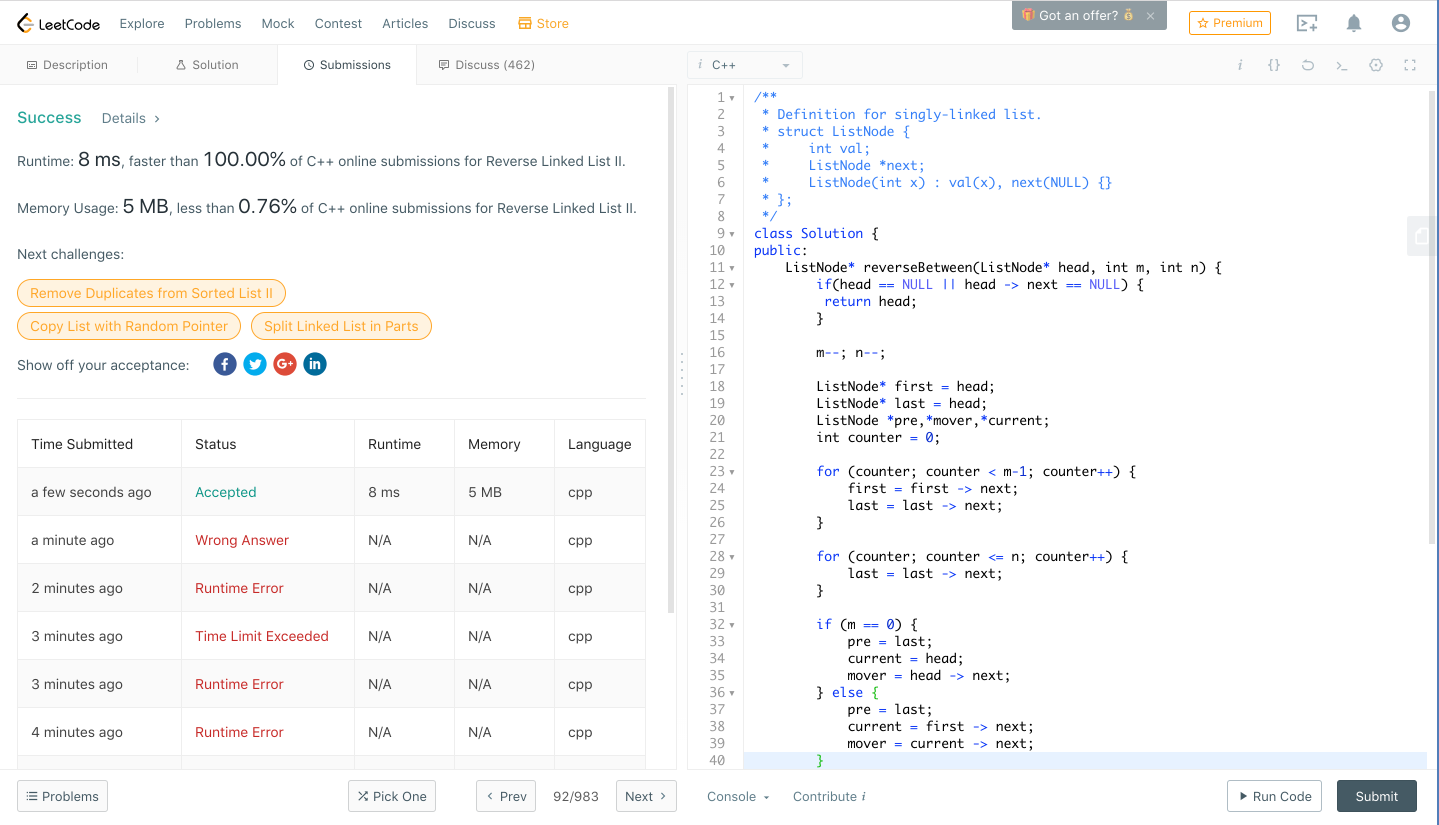 LeetCode Explore Problems Mock Contest Articles Discuss Store Got an offer? × Premium
Description Solution Submissions Discuss (462)
i C++ i {}
Success Details >
Runtime: 8 ms, faster than 100.00% of C++ online submissions for Reverse Linked List II.
Memory Usage: 5 MB, less than 0.76% of C++ online submissions for Reverse Linked List II.
Next challenges:
Remove Duplicates from Sorted List II
Copy List with Random Pointer Split Linked List in Parts
Show off your acceptance: f G+ in
Time Submitted Status Runtime Memory Language
a few seconds ago Accepted 8 ms 5 MB cpp
a minute ago Wrong Answer N/A N/A cpp
2 minutes ago Runtime Error N/A N/A cpp
3 minutes ago Time Limit Exceeded N/A N/A cpp
3 minutes ago Runtime Error N/A N/A cpp
4 minutes ago Runtime Error N/A N/A cpp
1 /**
2  * Definition for singly-linked list.
3  * struct ListNode {
4  *     int val;
5  *     ListNode *next;
6  *     ListNode(int x) : val(x), next(NULL) {}
7  * };
8  */
9 class Solution {
10 public:
11     ListNode* reverseBetween(ListNode* head, int m, int n) {
12         if(head == NULL || head -> next == NULL) {
13          return head;
14         }
15
16         m--; n--;
17
18         ListNode* first = head;
19         ListNode* last = head;
20         ListNode *pre,*mover,*current;
21         int counter = 0;
22
23         for (counter; counter < m-1; counter++) {
24             first = first -> next;
25             last = last -> next;
26         }
27
28         for (counter; counter <= n; counter++) {
29             last = last -> next;
30         }
31
32         if (m == 0) {
33             pre = last;
34             current = head;
35             mover = head -> next;
36         } else {
37             pre = last;
38             current = first -> next;
39             mover = current -> next;
40         }
Problems Pick One < Prev 92/983 Next > Console Contribute i Run Code Submit